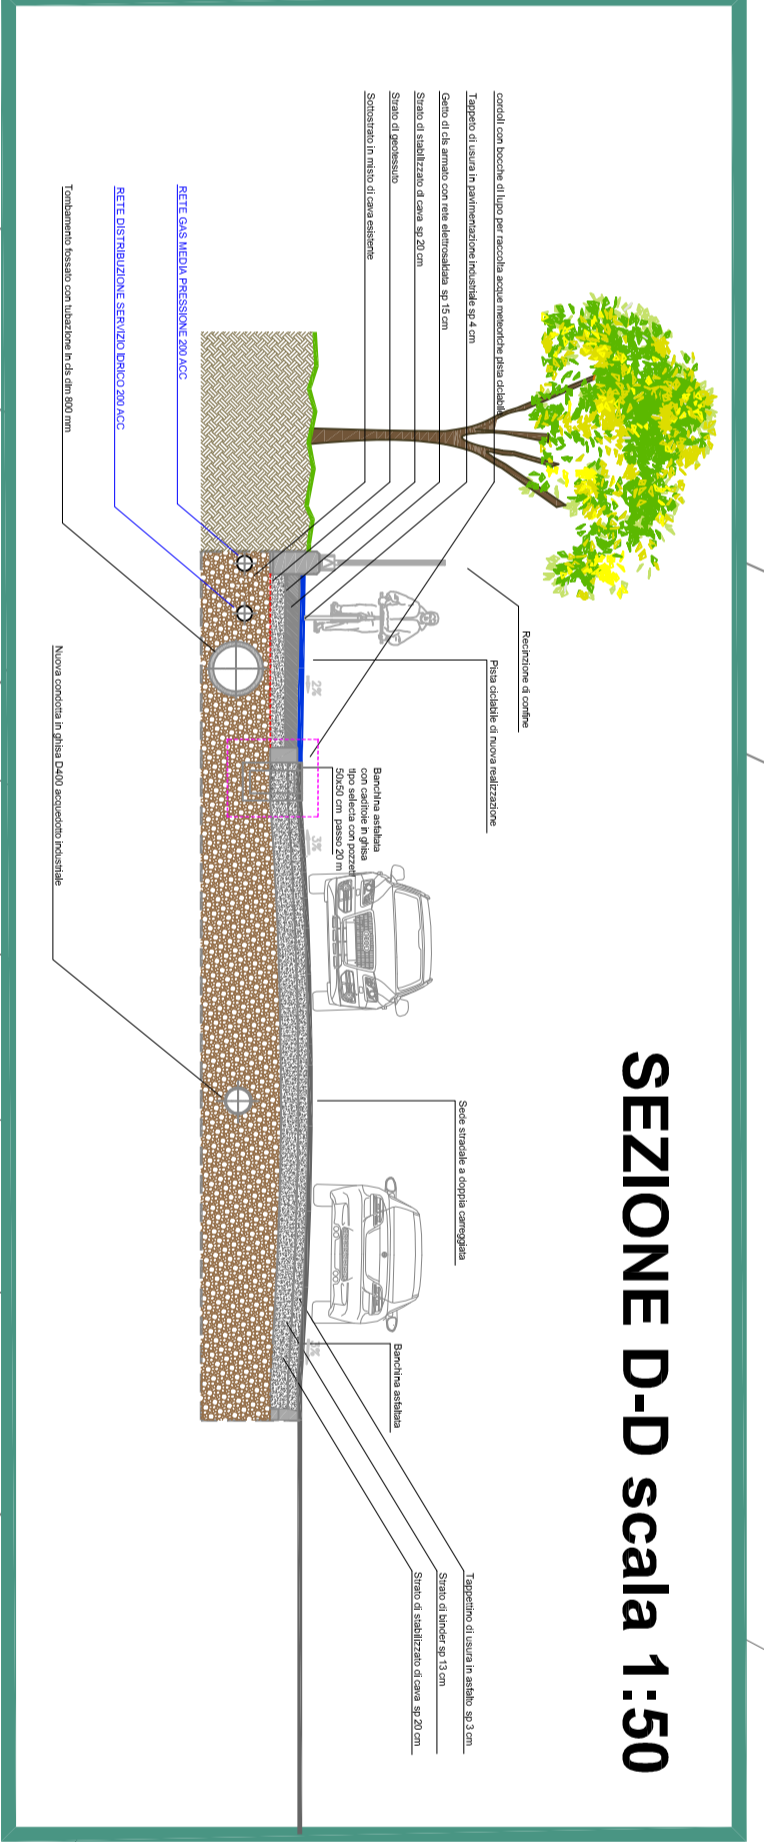 SEZIONE D-D scala 1:50
cordoli con bocche di lupo per raccolta acque meteoriche pista ciclabile
Tappeto di usura in pavimentazione industriale sp 4 cm
Getto di cls armato con rete elettrosaldata sp 15 cm
Strato di stabilizzato di cava sp 20 cm
Strato di geotessuto
Sottostrato in misto di cava esistente
RETE GAS MEDIA PRESSIONE 200 ACC
RETE DISTRIBUZIONE SERVIZIO IDRICO 200 ACC
Tombamento fossato con tubazione in cls dim 800 mm
Recinzione di confine
Pista ciclabile di nuova realizzazione
2%
Banchina asfaltata
con caditoie in ghisa
tipo selecta con pozzett
50x50 cm passo 20 m
3%
Nuova condotta in ghisa D400 acquedotto industriale
Sede stradale a doppia carreggiata
Banchina asfaltata
3%
Tappettino di usura in asfalto sp 3 cm
Strato di binder sp 13 cm
Strato di stabilizzato di cava sp 20 cm